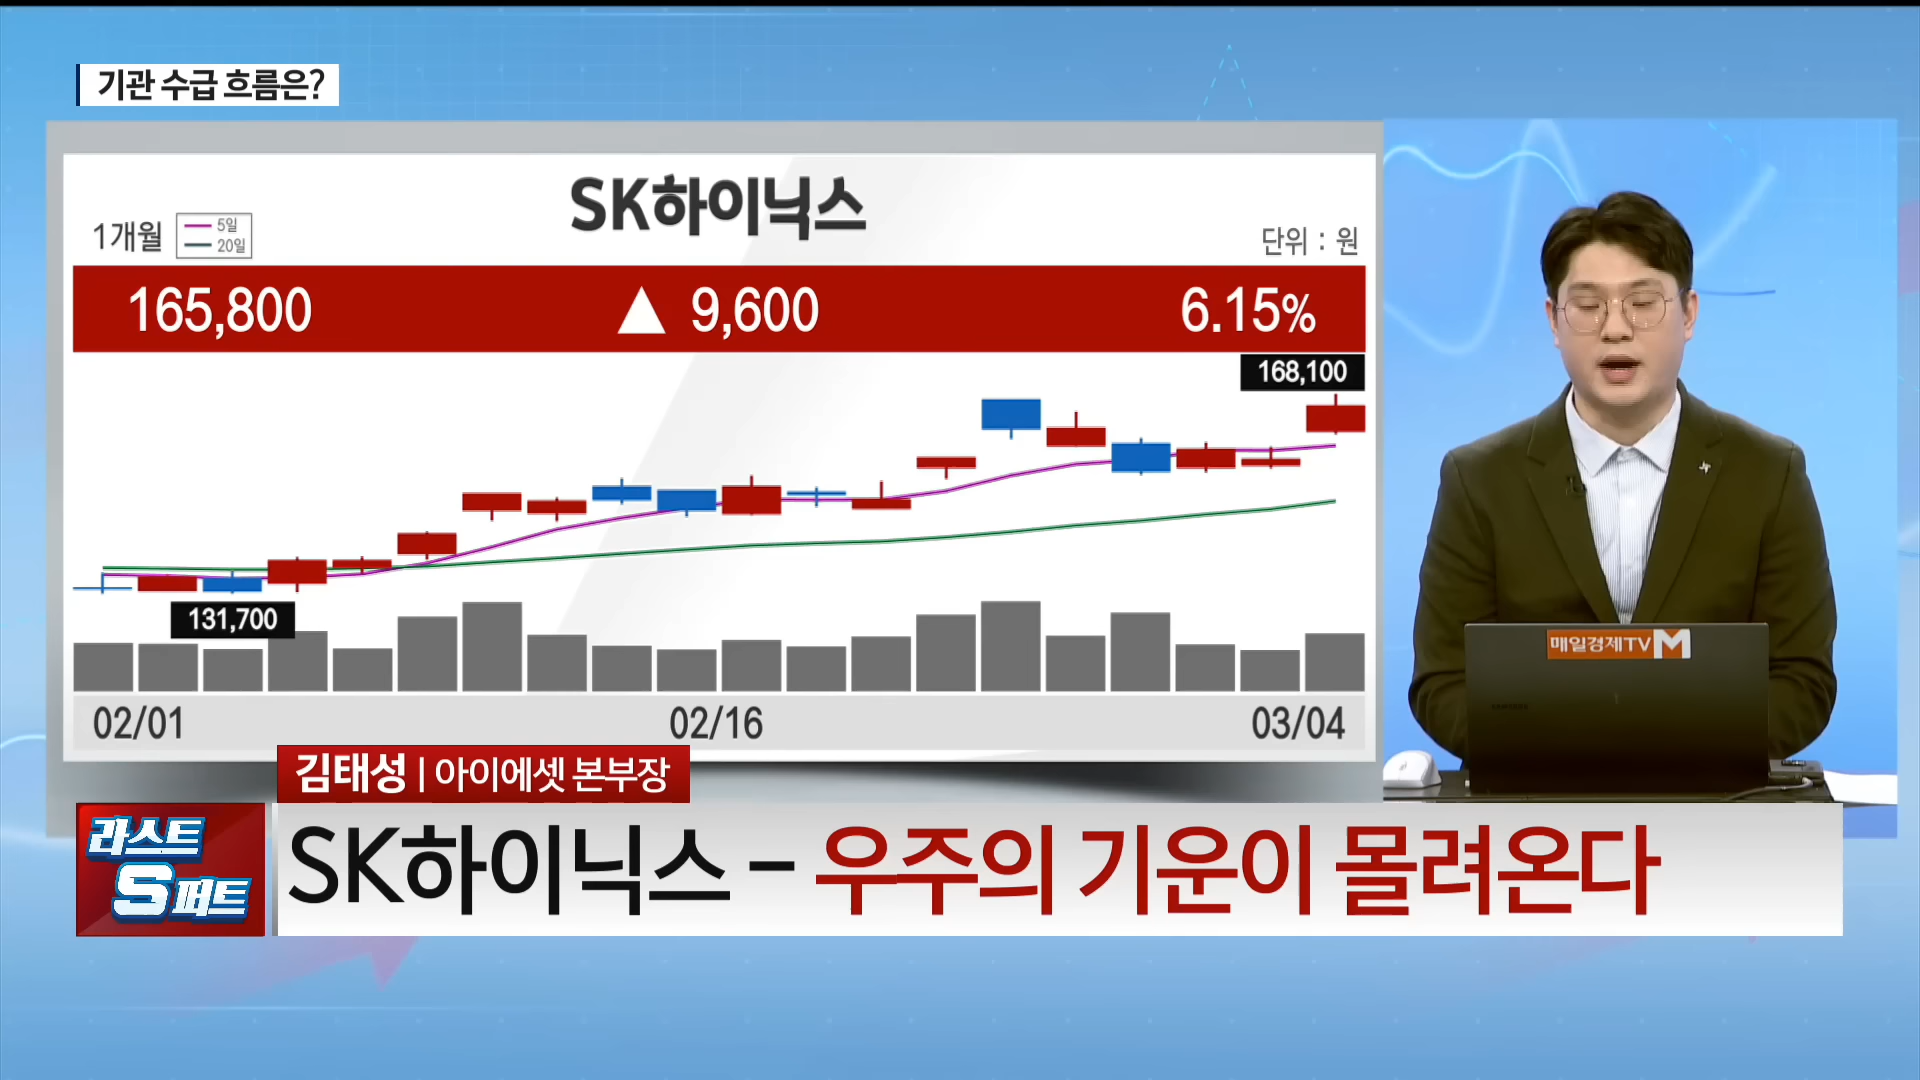 기관 수급 흐름은?
SK하이닉스
1개월
5일
20일
단위 : 원
165,800 ▲ 9,600 6.15%
168,100
131,700
02/01 02/16 03/04
매일경제TV M
SAMSUNG
김태성 | 아이에셋 본부장
라스트
S퍼트
SK하이닉스 - 우주의 기운이 몰려온다